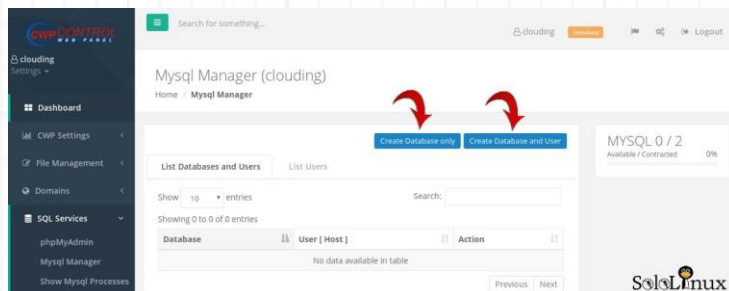 CWP CONTROL
WEB PANEL
Search for something...
clouding
Logout
clouding
Settings
Mysql Manager (clouding)
Home / Mysql Manager
Dashboard
CWP Settings
File Management
Domains
SQL Services
phpMyAdmin
Mysql Manager
Show Mysql Processes
Create Database only
Create Database and User
List Databases and Users
List Users
Show 10 entries
Search:
Showing 0 to 0 of 0 entries
Database User [ Host ] Action
No data available in table
Previous Next
MYSQL 0 / 2
Available / Contracted 0%
SoloLinux